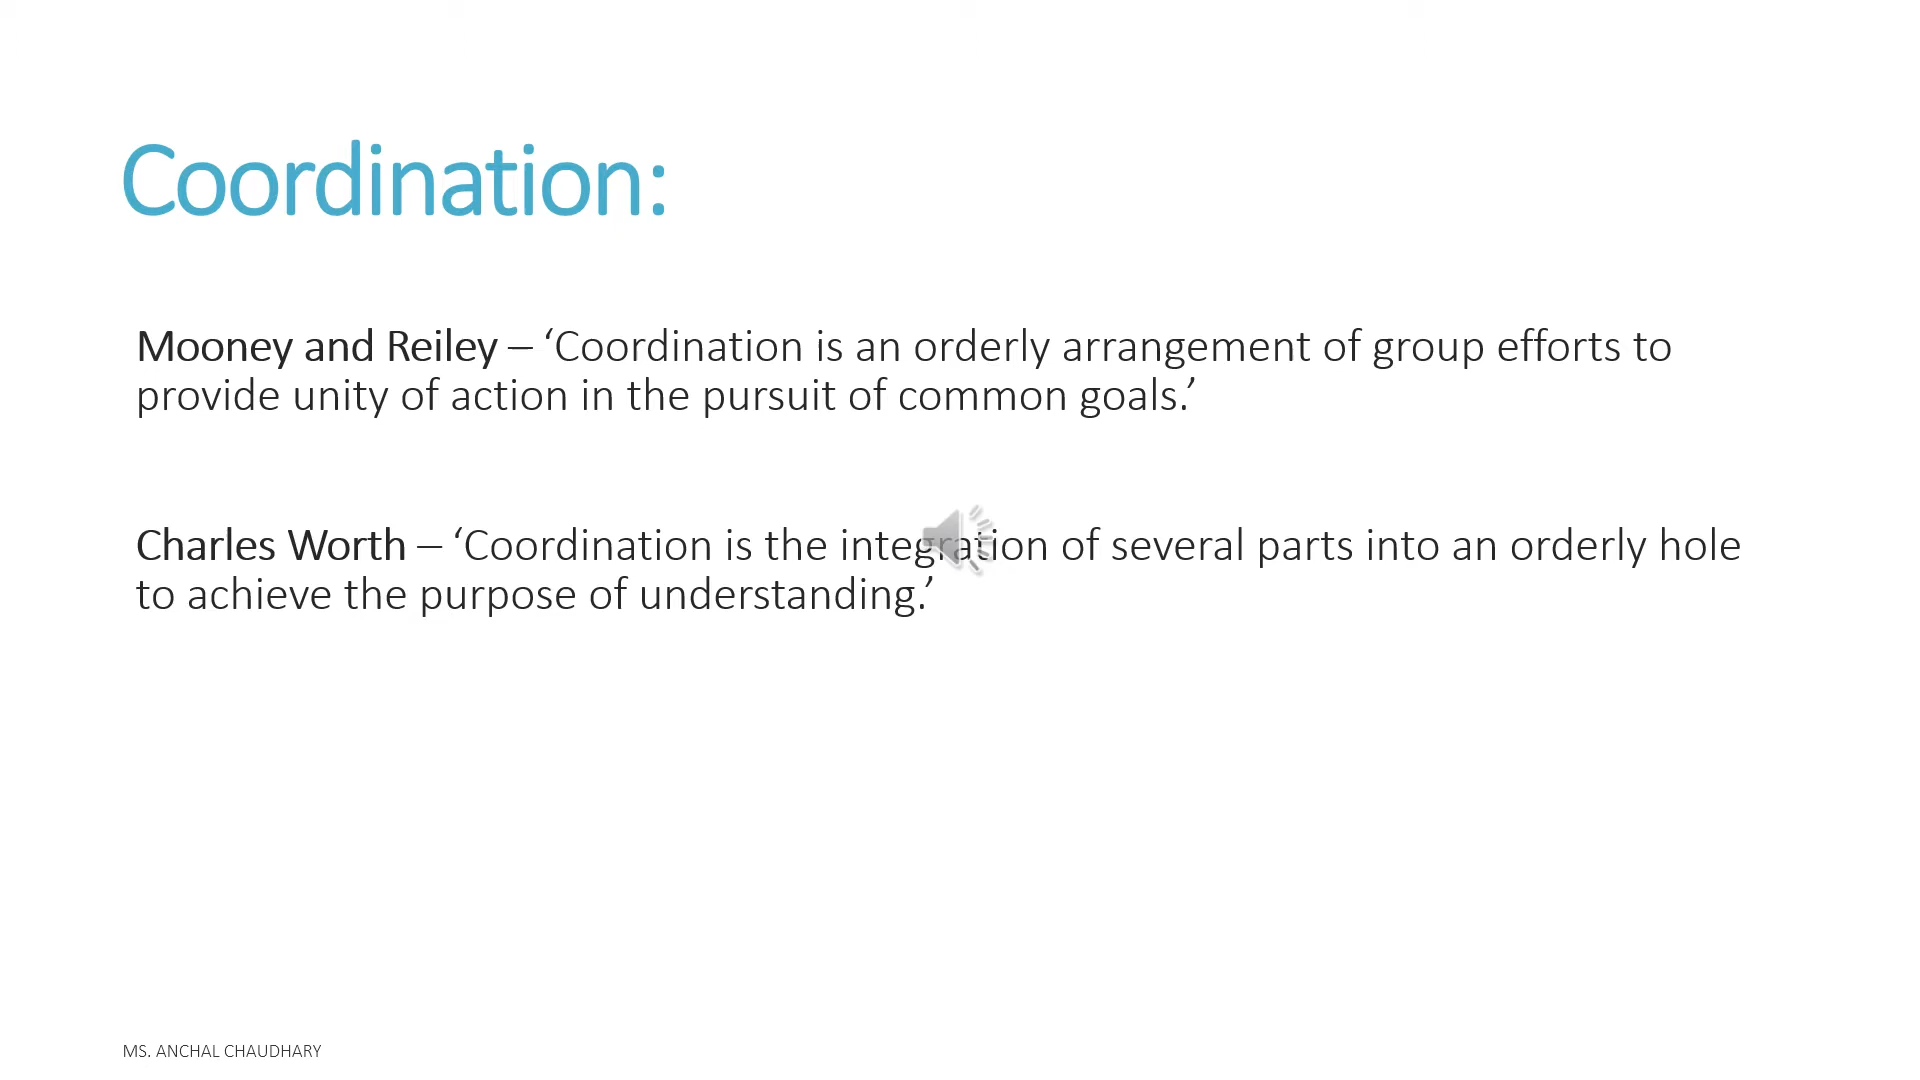 Coordination:
Mooney and Reiley – ‘Coordination is an orderly arrangement of group efforts to
provide unity of action in the pursuit of common goals.’
Charles Worth – ‘Coordination is the integration of several parts into an orderly hole
to achieve the purpose of understanding.’
MS. ANCHAL CHAUDHARY